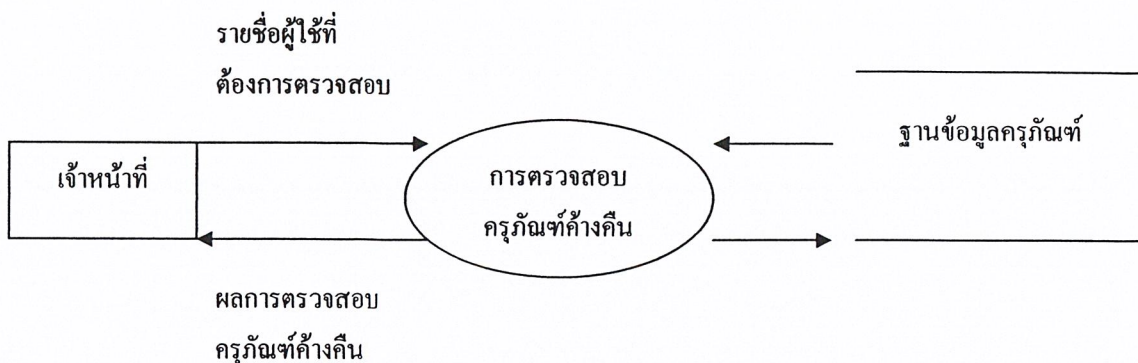 รายชื่อผู้ใช้ที่
ต้องการตรวจสอบ
ฐานข้อมูลครุภัณฑ์
เจ้าหน้าที่
การตรวจสอบ
ครุภัณฑ์ค้างคืน
ผลการตรวจสอบ
ครุภัณฑ์ค้างคืน